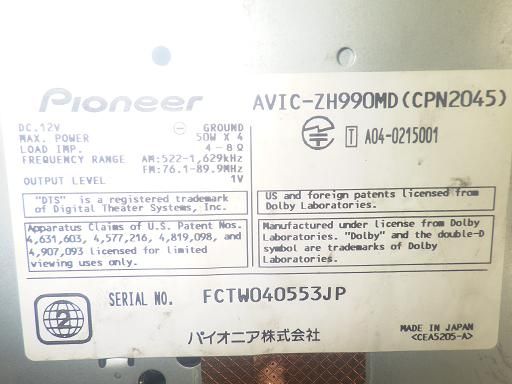 Pioneer
AVIC-ZH990MD(CPN2045)
DC.12V ⊖ GROUND
MAX. POWER 50W X 4
LOAD IMP. 4-8Ω
FREQUENCY RANGE AM:522-1,629kHz
FM:76.1-89.9MHz
OUTPUT LEVEL 1V
T A04-0215001
"DTS" is a registered trademark
of Digital Theater Systems, Inc.
US and foreign patents licensed from
Dolby Laboratories.
Apparatus Claims of U.S. Patent Nos.
4,631,603, 4,577,216, 4,819,098, and
4,907,093 licensed for limited
viewing uses only.
Manufactured under license from Dolby
Laboratories. "Dolby" and the double-D
symbol are trademarks of Dolby
Laboratories.
2
SERIAL NO. FCTW040553JP
パイオニア株式会社
MADE IN JAPAN
<CEA5205-A>